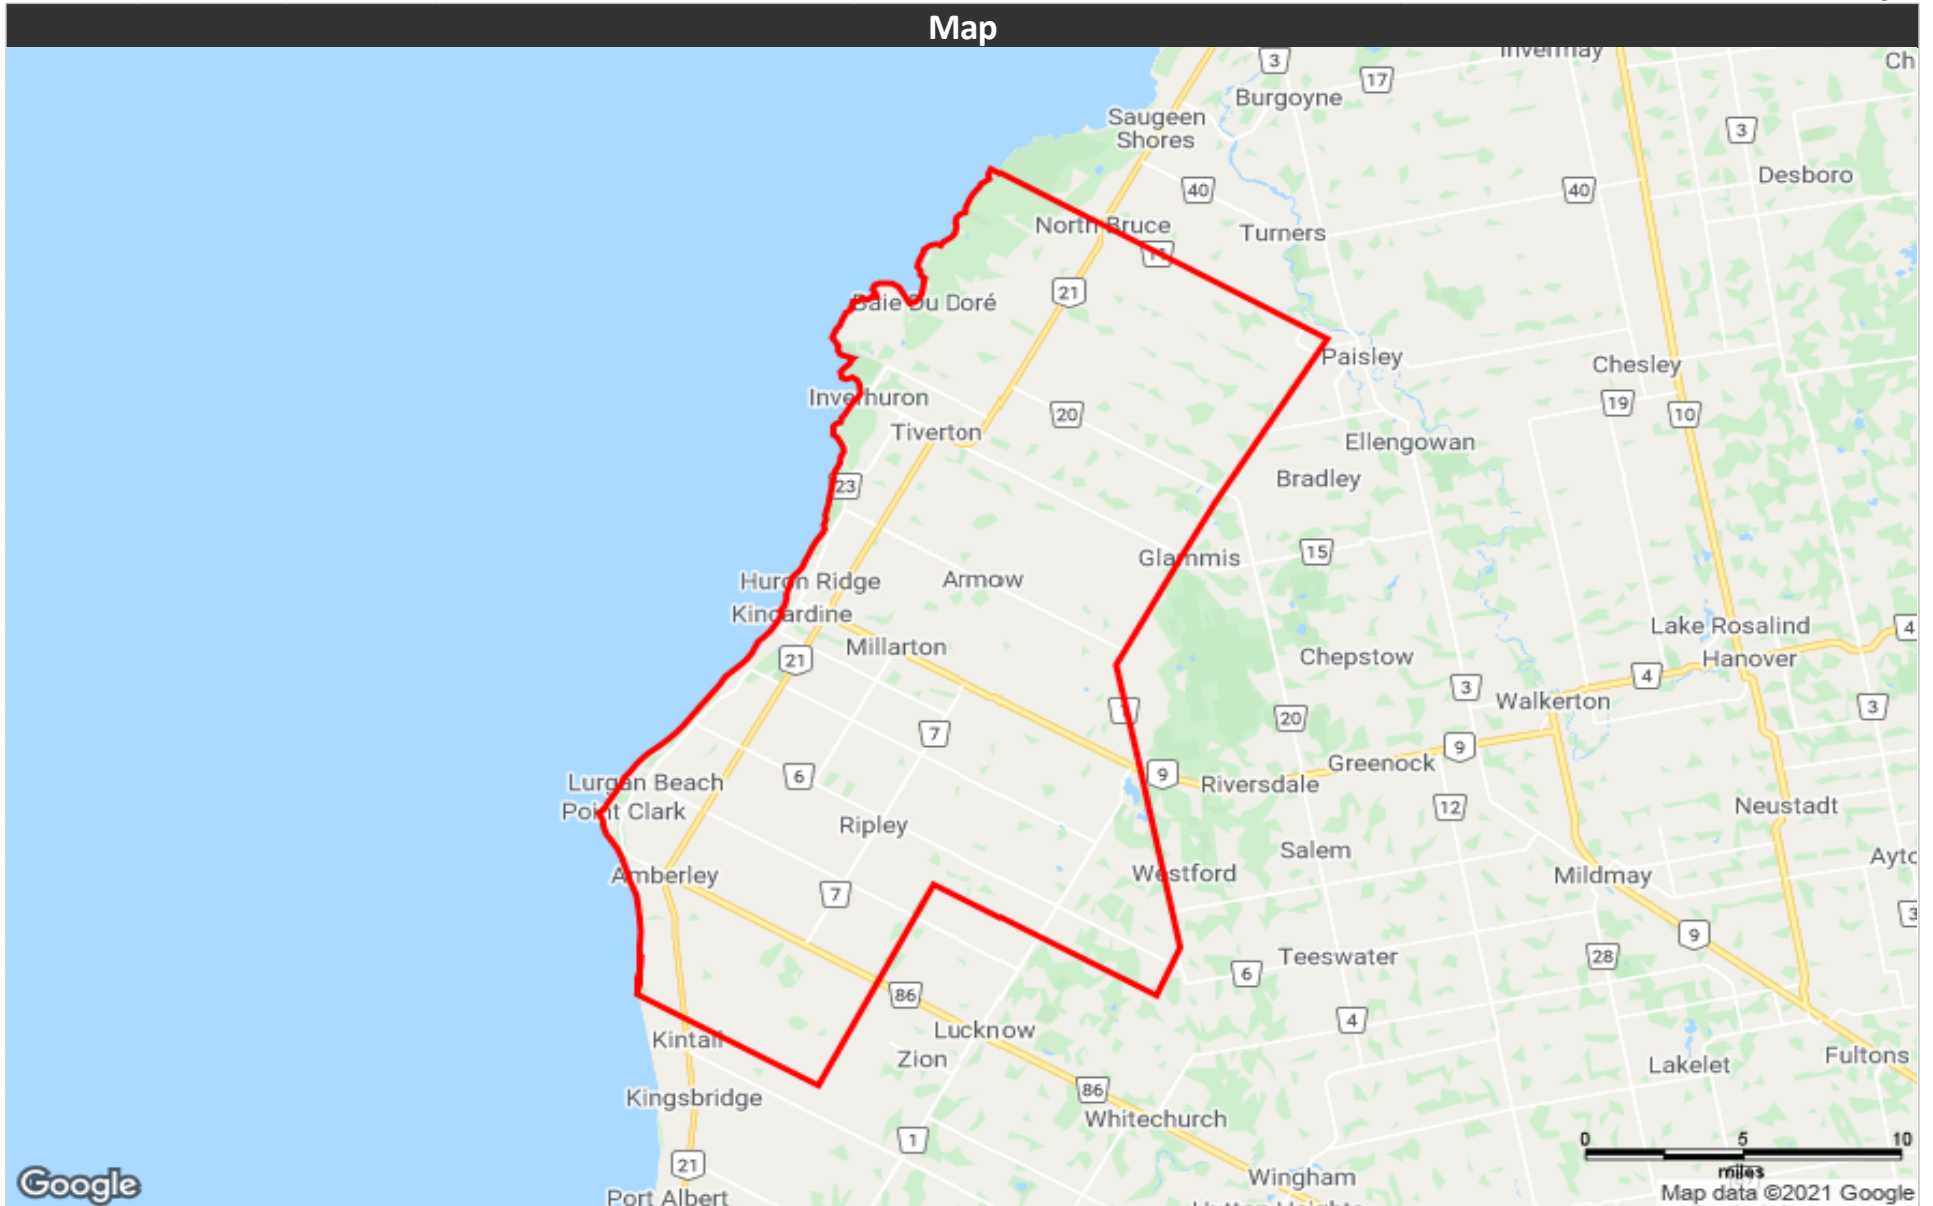 Map
Invermay
3
Ch
17
Burgoyne
Saugeen
Shores
3
Desboro
40
40
North Bruce
Turners
21
Baie Du Doré
Paisley
Chesley
Inverhuron
19
10
20
Tiverton
Ellengowan
Bradley
23
Glammis
15
Huron Ridge
Armow
Kincardine
Lake Rosalind
4
Millarton
21
Chepstow
Hanover
4
3
Walkerton
3
20
7
9
9
6
Riversdale
Greenock
Lurgan Beach
Point Clark
12
Neustadt
Ripley
Salem
Ayto
Amberley
Westford
Mildmay
7
3
9
Teeswater
28
6
86
4
Lucknow
Kintail
Zion
Fultons
Lakelet
Kingsbridge
86
Whitechurch
1
0 5 10
miles
21
Wingham
Google
Map data ©2021 Google
Port Albert